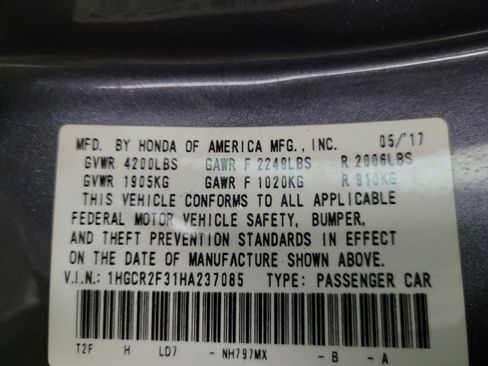 MFD. BY HONDA OF AMERICA MFG., INC. 05/'17
GVWR 4200LBS GAWR F 2249LBS R 2006LBS
GVWR 1905KG GAWR F 1020KG R 910KG
THIS VEHICLE CONFORMS TO ALL APPLICABLE
FEDERAL MOTOR VEHICLE SAFETY, BUMPER,
AND THEFT PREVENTION STANDARDS IN EFFECT
ON THE DATE OF MANUFACTURE SHOWN ABOVE.
V.I.N.: 1HGCR2F31HA237085 TYPE: PASSENGER CAR
T2F H LD7 - NH797MX - B - A